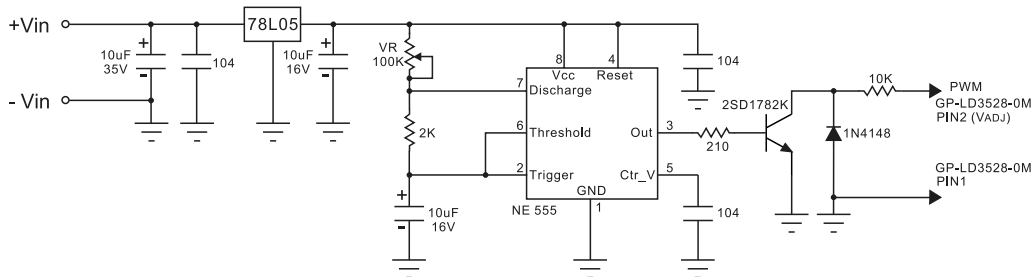 +Vin
78L05
10uF
35V
104
10uF
16V
VR
100K
- Vin
2K
10uF
16V
8
Vcc
4
Reset
7
Discharge
6
Threshold
2
Trigger
Out
3
Ctr_V
5
GND
1
NE 555
104
104
210
2SD1782K
10K
1N4148
PWM
GP-LD3528-0M
PIN2 (VADJ)
GP-LD3528-0M
PIN1